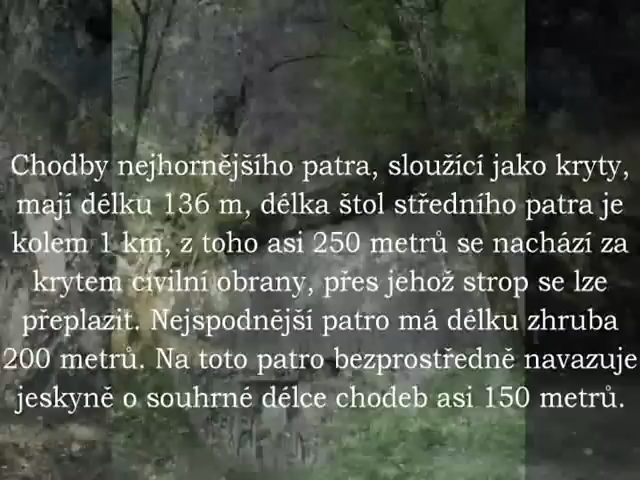 Chodby nejhornějšího patra, sloužící jako kryty,
mají délku 136 m, délka štol středního patra je
kolem 1 km, z toho asi 250 metrů se nachází za
krytem civilní obrany, přes jehož strop se lze
přeplazit. Nejspodnější patro má délku zhruba
200 metrů. Na toto patro bezprostředně navazuje
jeskyně o souhrné délce chodeb asi 150 metrů.